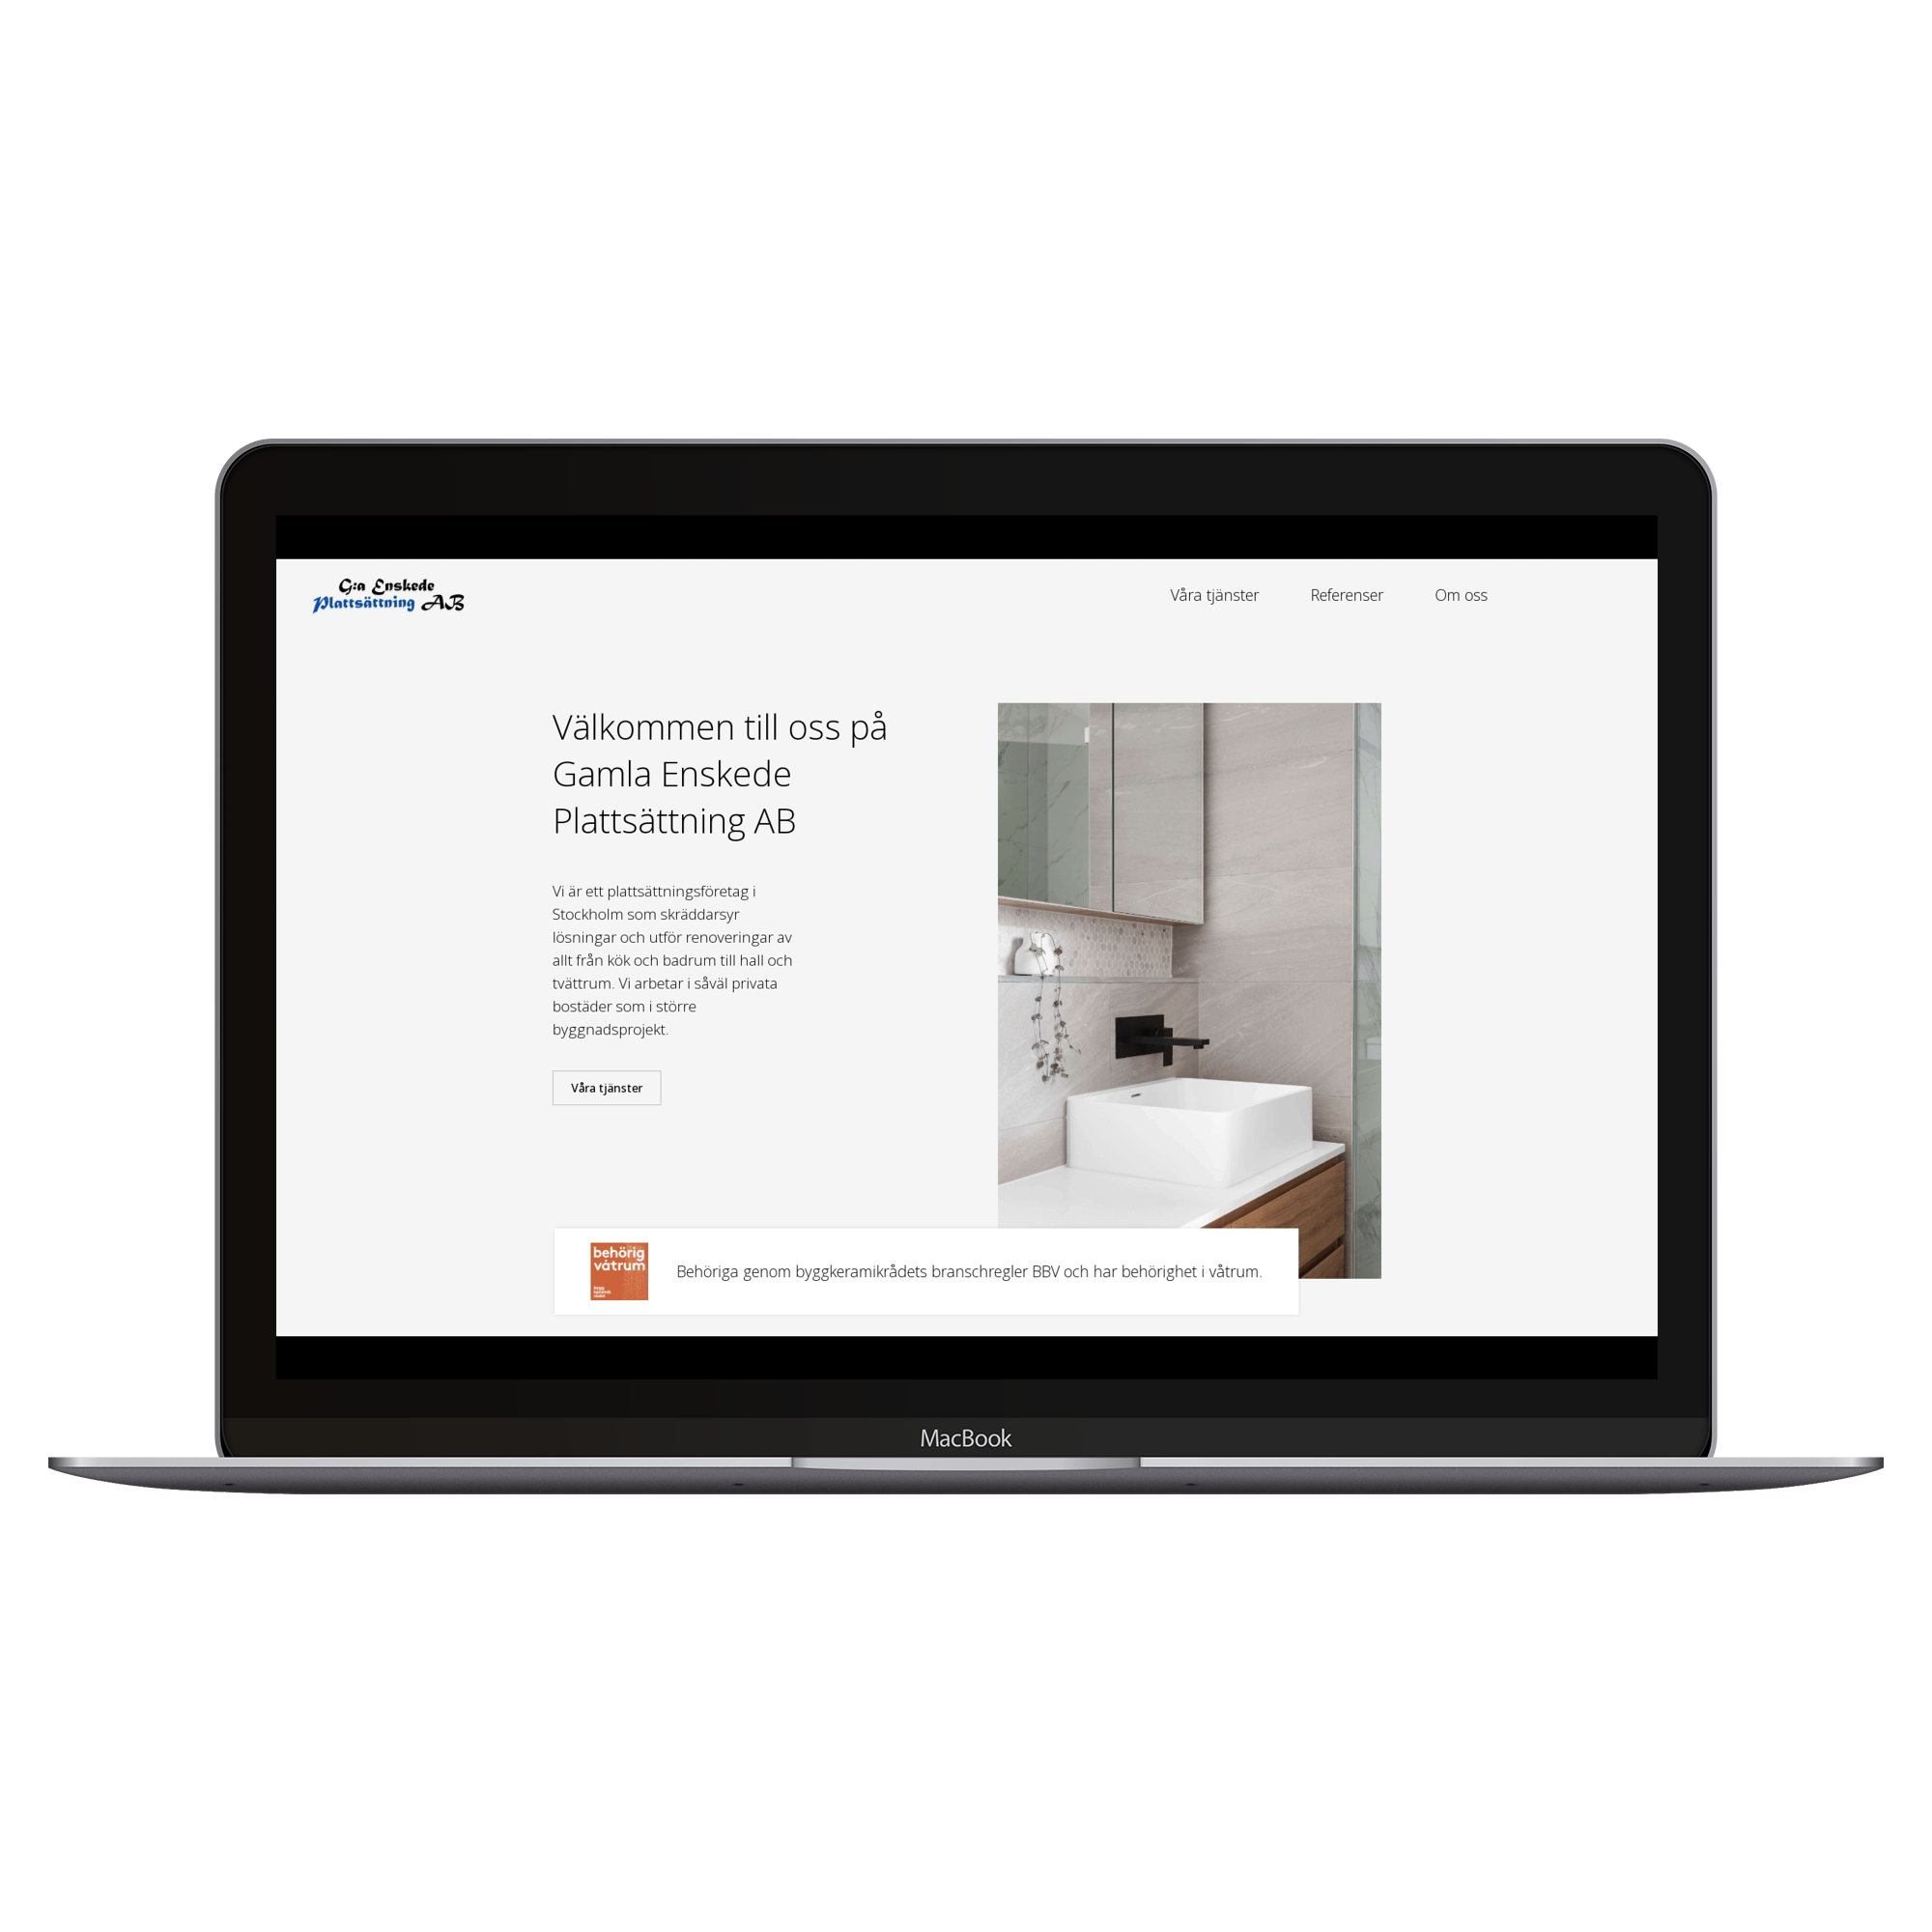 G:a Enskede
Plattsättning AB
Våra tjänster
Referenser
Om oss
Välkommen till oss på
Gamla Enskede
Plattsättning AB
Vi är ett plattsättningsföretag i
Stockholm som skräddarsyr
lösningar och utför renoveringar av
allt från kök och badrum till hall och
tvättrum. Vi arbetar i såväl privata
bostäder som i större
byggnadsprojekt.
Våra tjänster
behörig
våtrum
Behöriga genom byggkeramikrådets branschregler BBV och har behörighet i våtrum.
MacBook